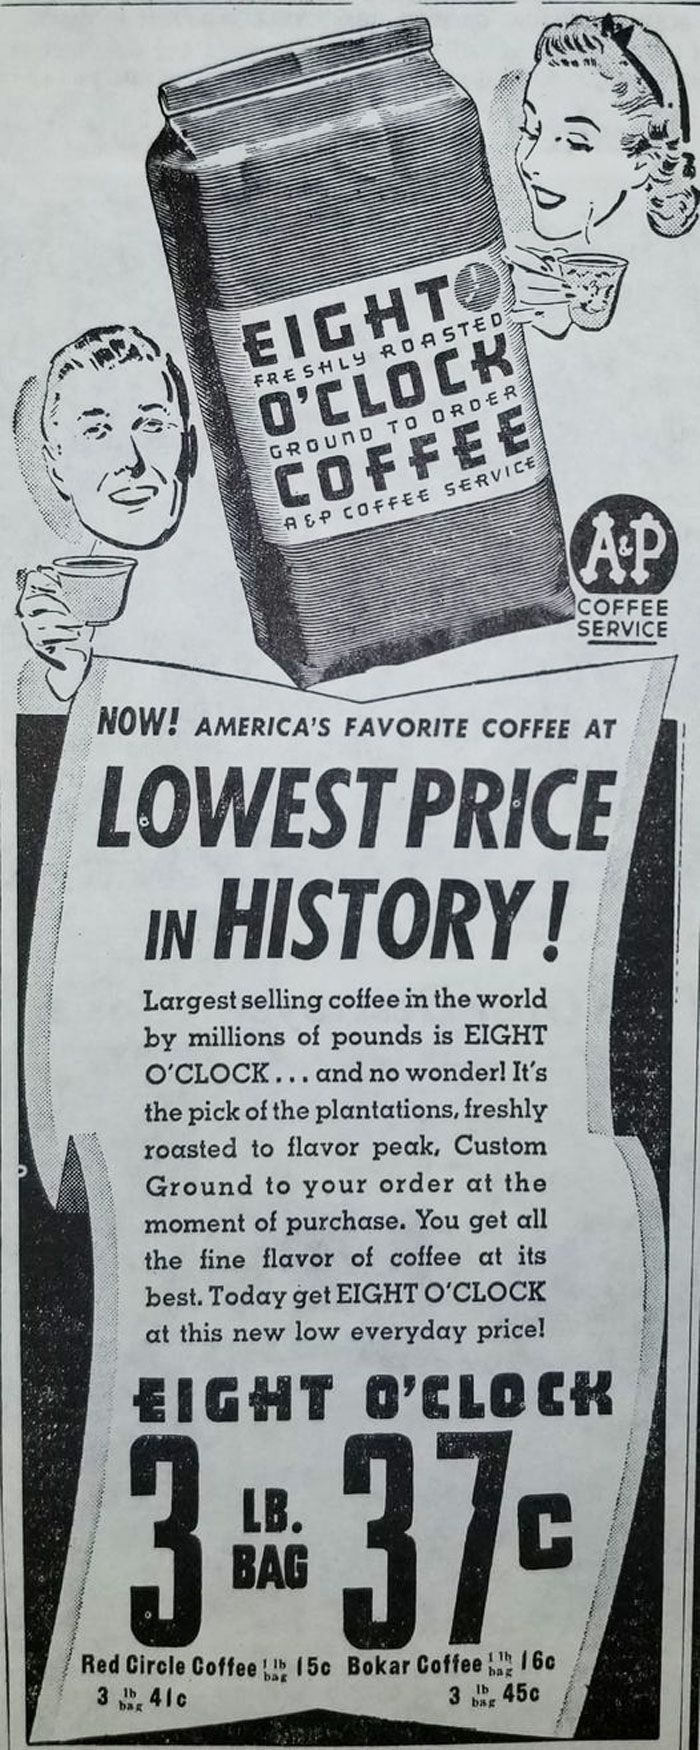 EIGHT
FRESHLY ROASTED
O'CLOCK
GROUND TO ORDER
COFFEE
A&P COFFEE SERVICE
A&P
COFFEE
SERVICE
NOW! AMERICA'S FAVORITE COFFEE AT
LOWEST PRICE
IN HISTORY!
Largest selling coffee in the world
by millions of pounds is EIGHT
O'CLOCK... and no wonder! It's
the pick of the plantations, freshly
roasted to flavor peak, Custom
Ground to your order at the
moment of purchase. You get all
the fine flavor of coffee at its
best. Today get EIGHT O'CLOCK
at this new low everyday price!
EIGHT O'CLOCK
3 LB. BAG 37c
Red Circle Coffee 1 lb bag 15c Bokar Coffee 1 lb bag 16c
3 lb bag 41c 3 lb bag 45c